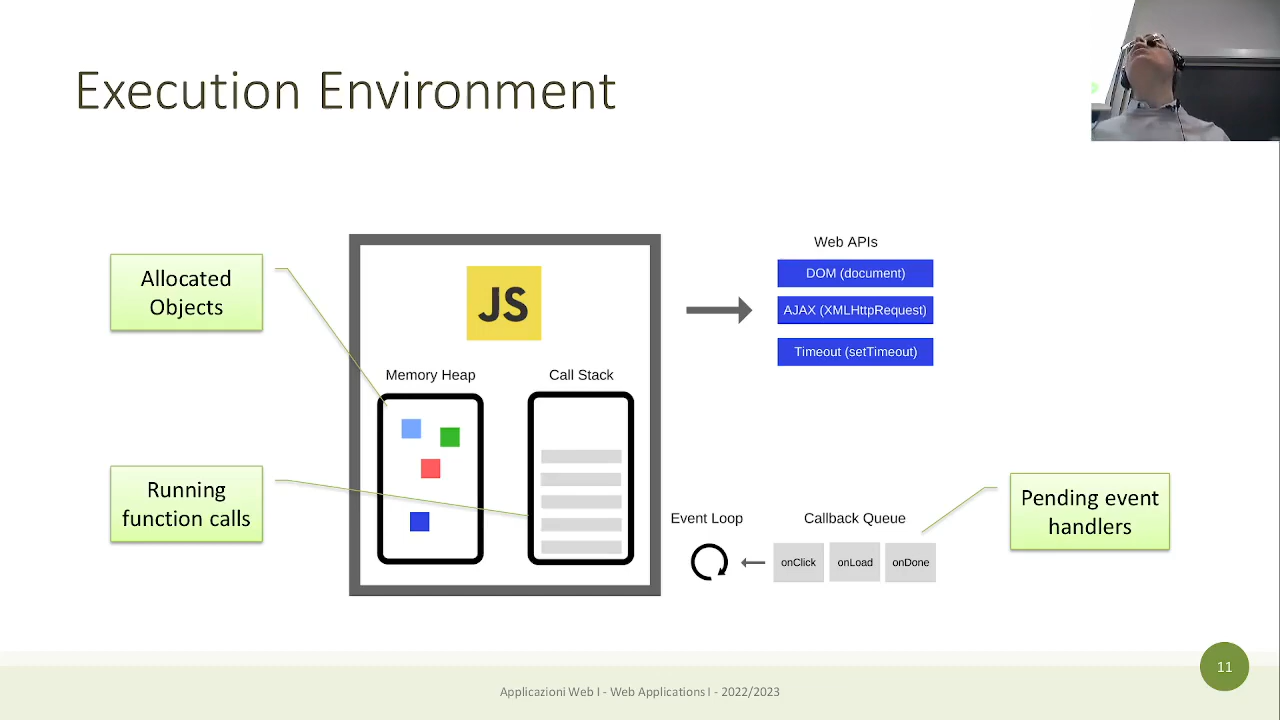 Execution Environment
Allocated
Objects
JS
Memory Heap
Call Stack
Web APIs
DOM (document)
AJAX (XMLHttpRequest)
Timeout (setTimeout)
Running
function calls
Event Loop
Callback Queue
onClick
onLoad
onDone
Pending event
handlers
11
Applicazioni Web I - Web Applications I - 2022/2023